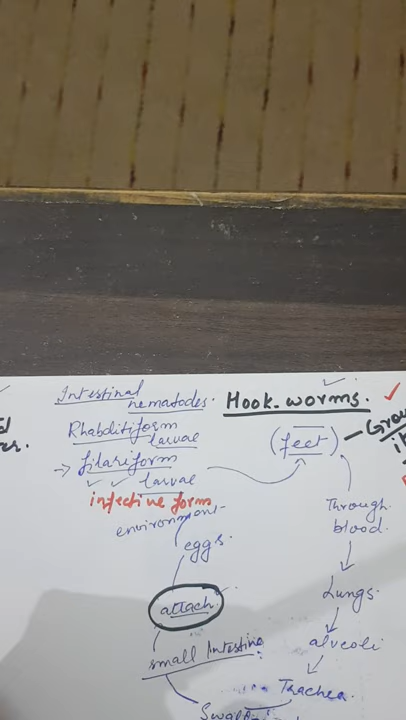 Intestinal
nematodes.
Hook-worms.
Rhabditiform
larvae
(feet)
→ filariform
larvae
infective form
environment
Through
blood.
eggs.
Lungs.
attach
alveoli
small Intestine
Trachea.